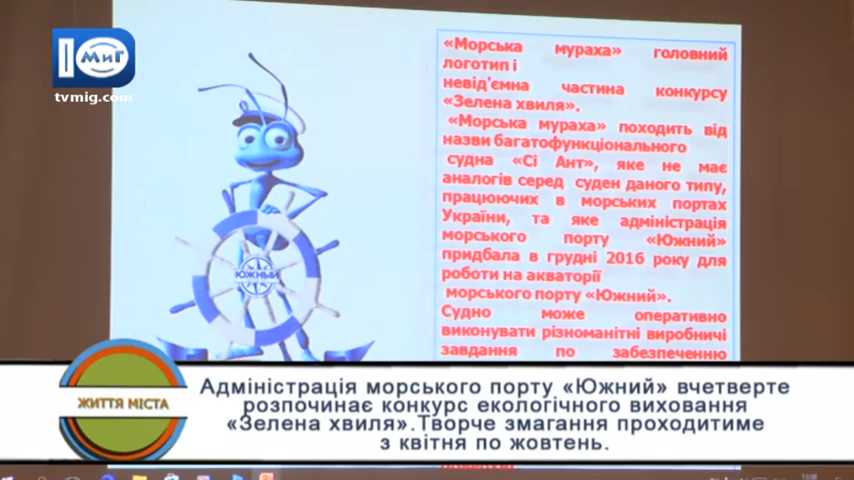 МиГ
tvmig.com
«Морська мураха» головний
логотип і
невід'ємна частина конкурсу
«Зелена хвиля».
«Морська мураха» походить від
назви багатофункціонального
судна «Сі Ант», яке не має
аналогів серед суден даного типу,
працюючих в морських портах
України, та яке адміністрація
морського порту «Южний»
придбала в грудні 2016 року для
роботи на акваторії
морського порту «Южний».
Судно може оперативно
виконувати різноманітні виробничі
завдання по забезпеченню
ЮЖНЫЙ
ЖИТТЯ МІСТА
Адміністрація морського порту «Южний» вчетверте
розпочинає конкурс екологічного виховання
«Зелена хвиля».Творче змагання проходитиме
з квітня по жовтень.